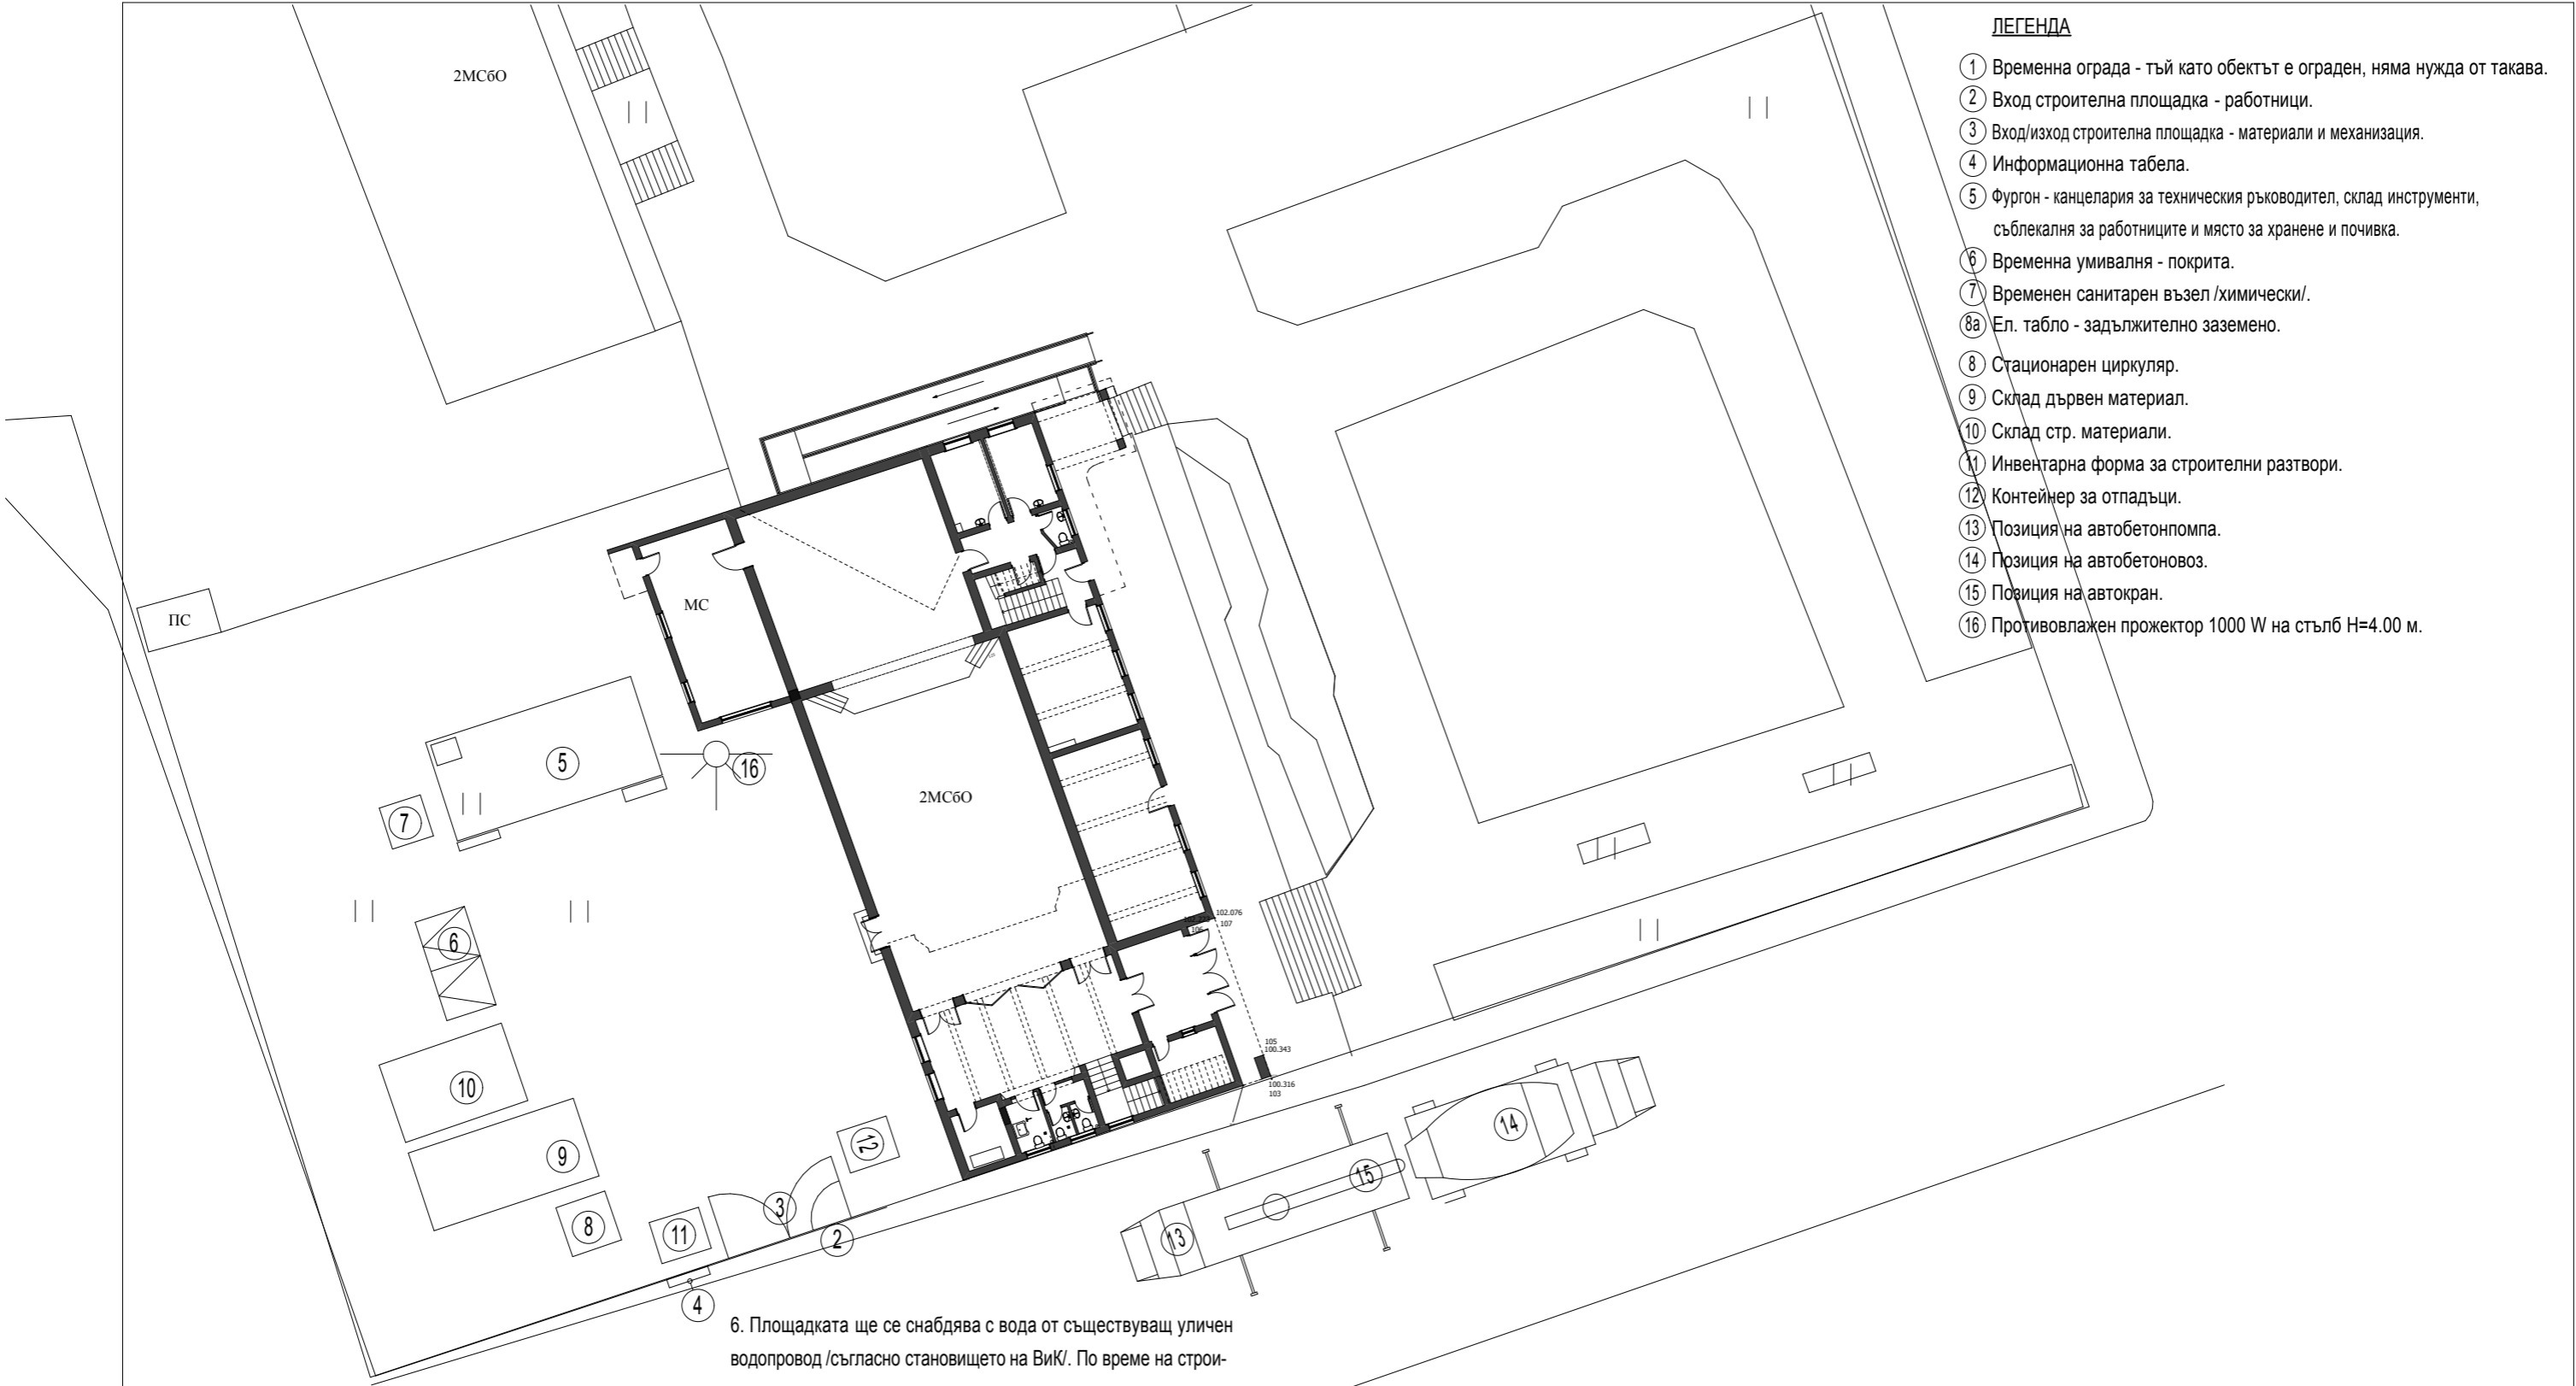 ЛЕГЕНДА
1 Временна ограда - тъй като обектът е ограден, няма нужда от такава.
2 Вход строителна площадка - работници.
3 Вход/изход строителна площадка - материали и механизация.
4 Информационна табела.
5 Фургон - канцелария за техническия ръководител, склад инструменти,
съблекалня за работниците и място за хранене и почивка.
6 Временна умивалня - покрита.
7 Временен санитарен възел /химически/.
8а Ел. табло - задължително заземено.
8 Стационарен циркуляр.
9 Склад дървен материал.
10 Склад стр. материали.
11 Инвентарна форма за строителни разтвори.
12 Контейнер за отпадъци.
13 Позиция на автобетонпомпа.
14 Позиция на автобетоновоз.
15 Позиция на автокран.
16 Противовлажен прожектор 1000 W на стълб H=4.00 м.
2МСбО
МС
ПС
5
16
7
2МСбО
6
102.076
107
106
105
100.343
100.316
103
10
9
12
14
15
8
11
3
2
13
4
6. Площадката ще се снабдява с вода от съществуващ уличен
водопровод /съгласно становището на ВиК/. По време на строи-